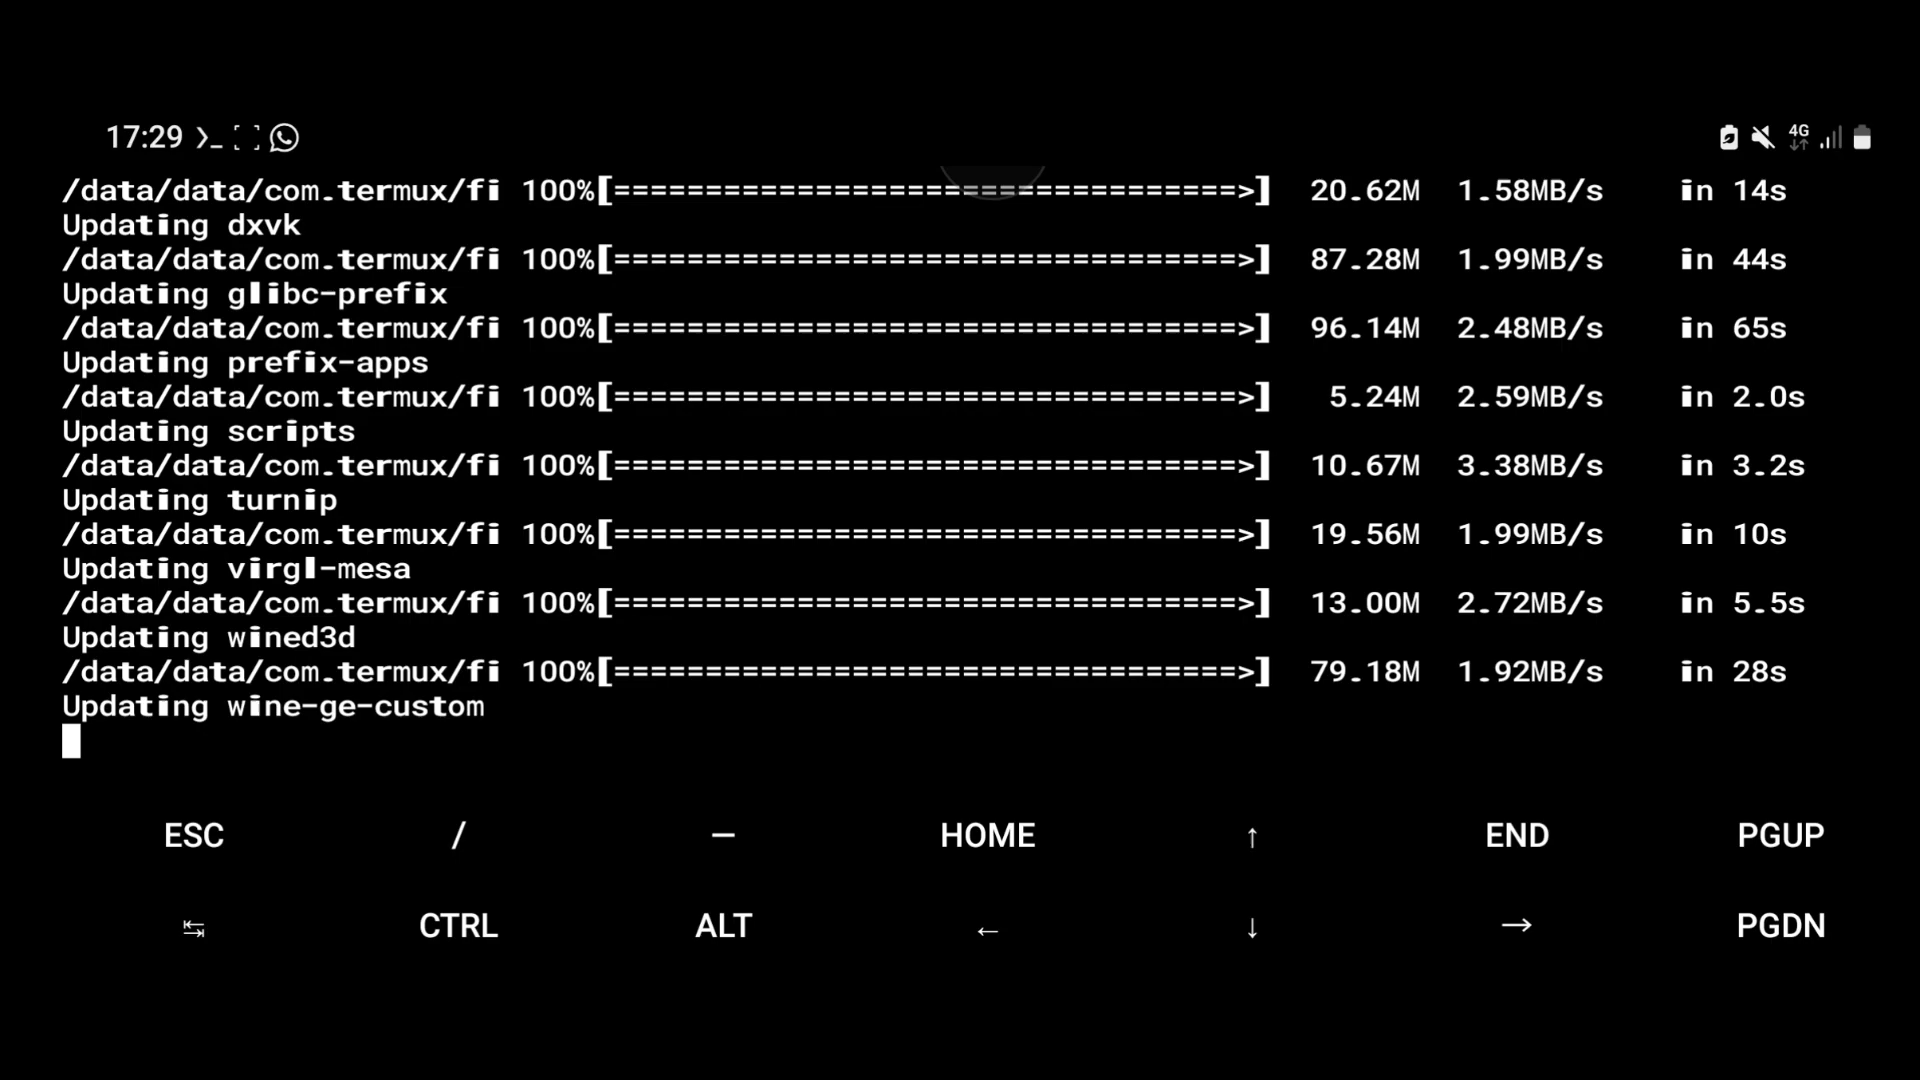 17:29
4G
/data/data/com.termux/fi 100%[==================================>] 20.62M 1.58MB/s in 14s
Updating dxvk
/data/data/com.termux/fi 100%[==================================>] 87.28M 1.99MB/s in 44s
Updating glibc-prefix
/data/data/com.termux/fi 100%[==================================>] 96.14M 2.48MB/s in 65s
Updating prefix-apps
/data/data/com.termux/fi 100%[==================================>] 5.24M 2.59MB/s in 2.0s
Updating scripts
/data/data/com.termux/fi 100%[==================================>] 10.67M 3.38MB/s in 3.2s
Updating turnip
/data/data/com.termux/fi 100%[==================================>] 19.56M 1.99MB/s in 10s
Updating virgl-mesa
/data/data/com.termux/fi 100%[==================================>] 13.00M 2.72MB/s in 5.5s
Updating wined3d
/data/data/com.termux/fi 100%[==================================>] 79.18M 1.92MB/s in 28s
Updating wine-ge-custom
ESC / — HOME ↑ END PGUP
↹ CTRL ALT ← ↓ → PGDN